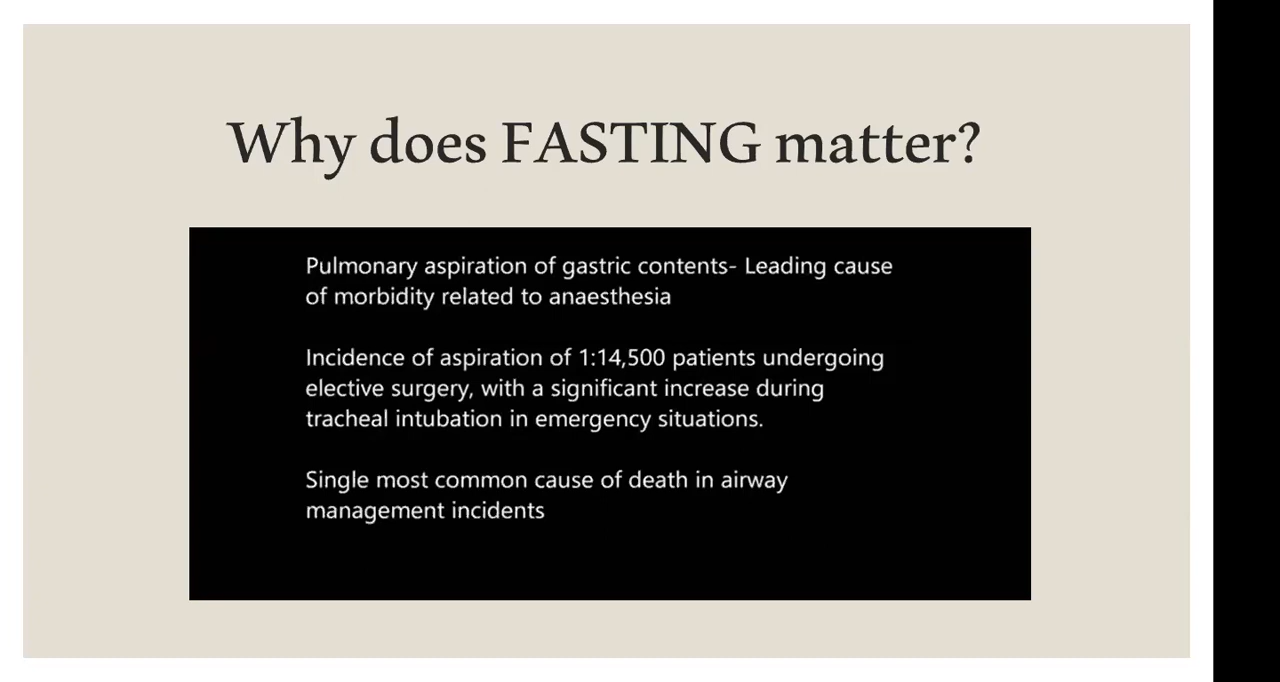 Why does FASTING matter?
Pulmonary aspiration of gastric contents- Leading cause
of morbidity related to anaesthesia
Incidence of aspiration of 1:14,500 patients undergoing
elective surgery, with a significant increase during
tracheal intubation in emergency situations.
Single most common cause of death in airway
management incidents